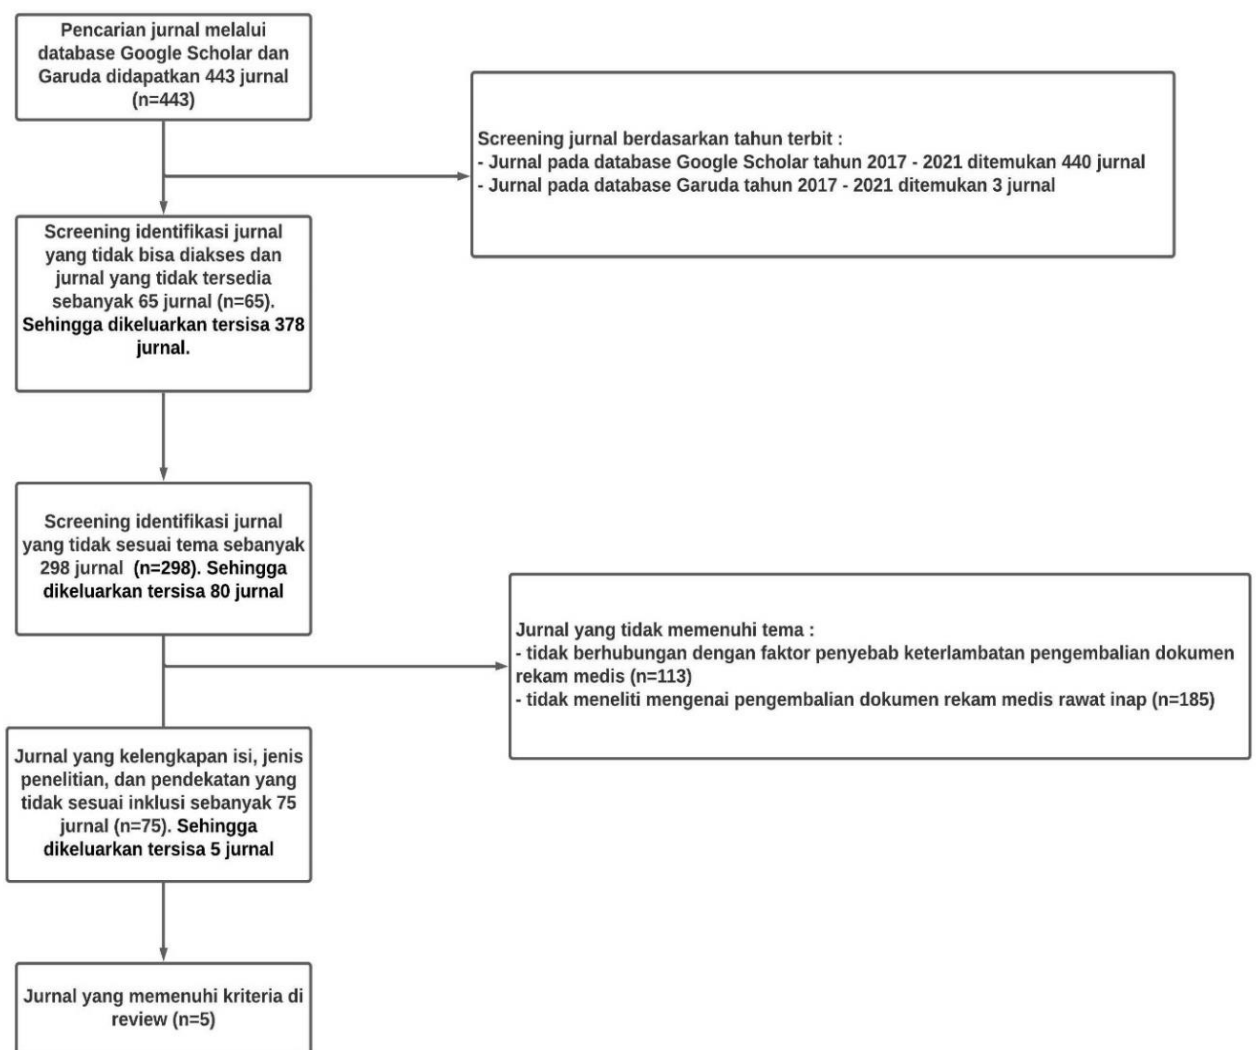 Pencarian jurnal melalui
database Google Scholar dan
Garuda didapatkan 443 jurnal
(n=443)
Screening jurnal berdasarkan tahun terbit :
- Jurnal pada database Google Scholar tahun 2017 - 2021 ditemukan 440 jurnal
- Jurnal pada database Garuda tahun 2017 - 2021 ditemukan 3 jurnal
Screening identifikasi jurnal
yang tidak bisa diakses dan
jurnal yang tidak tersedia
sebanyak 65 jurnal (n=65).
Sehingga dikeluarkan tersisa 378
jurnal.
Screening identifikasi jurnal
yang tidak sesuai tema sebanyak
298 jurnal (n=298). Sehingga
dikeluarkan tersisa 80 jurnal
Jurnal yang tidak memenuhi tema :
- tidak berhubungan dengan faktor penyebab keterlambatan pengembalian dokumen
rekam medis (n=113)
- tidak meneliti mengenai pengembalian dokumen rekam medis rawat inap (n=185)
Jurnal yang kelengkapan isi, jenis
penelitian, dan pendekatan yang
tidak sesuai inklusi sebanyak 75
jurnal (n=75). Sehingga
dikeluarkan tersisa 5 jurnal
Jurnal yang memenuhi kriteria di
review (n=5)